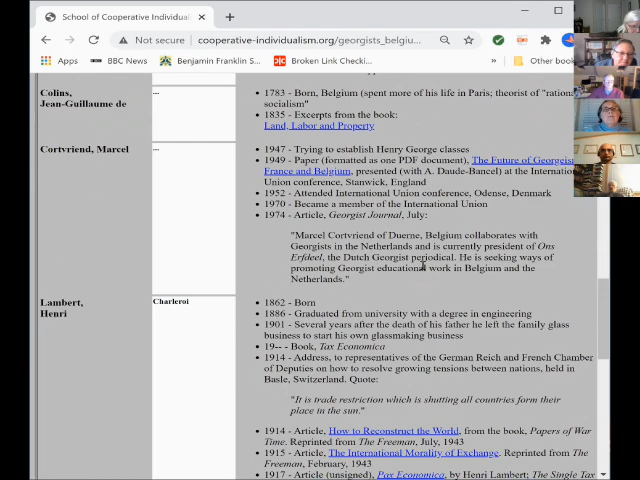 School of Cooperative Individual
Not secure
cooperative-individualism.org/georgists_belgiu...
Apps
BBC News
Benjamin Franklin S...
Broken Link Checki...
»
Other book
Colins,
Jean-Guillaume de
---
1783 - Born, Belgium (spent more of his life in Paris; theorist of "ration
socialism"
1835 - Excerpts from the book:
Land, Labor and Property
Cortvriend, Marcel
---
1947 - Trying to establish Henry George classes
1949 - Paper (formatted as one PDF document), The Future of Georgeism
France and Belgium, presented (with A. Daude-Bancel) at the Internation
Union conference, Stanwick, England
1952 - Attended International Union conference, Odense, Denmark
1970 - Became a member of the International Union
1974 - Article, Georgist Journal, July:
"Marcel Cortvriend of Duerne, Belgium collaborates with
Georgists in the Netherlands and is currently president of Ons
Erfdeel, the Dutch Georgist periodical. He is seeking ways of
promoting Georgist educational work in Belgium and the
Netherlands."
Lambert,
Henri
Charleroi
1862 - Born
1886 - Graduated from university with a degree in engineering
1901 - Several years after the death of his father he left the family glass
business to start his own glassmaking business
19-- - Book, Tax Economica
1914 - Address, to representatives of the German Reich and French Chamber
of Deputies on how to resolve growing tensions between nations, held in
Basle, Switzerland. Quote:
"It is trade restriction which is shutting all countries form their
place in the sun."
1914 - Article, How to Reconstruct the World, from the book, Papers of War
Time. Reprinted from The Freeman, July, 1943
1915 - Article, The International Morality of Exchange. Reprinted from The
Freeman, February, 1943
1917 - Article (unsigned), Pax Economica, by Henri Lambert; The Single Tax